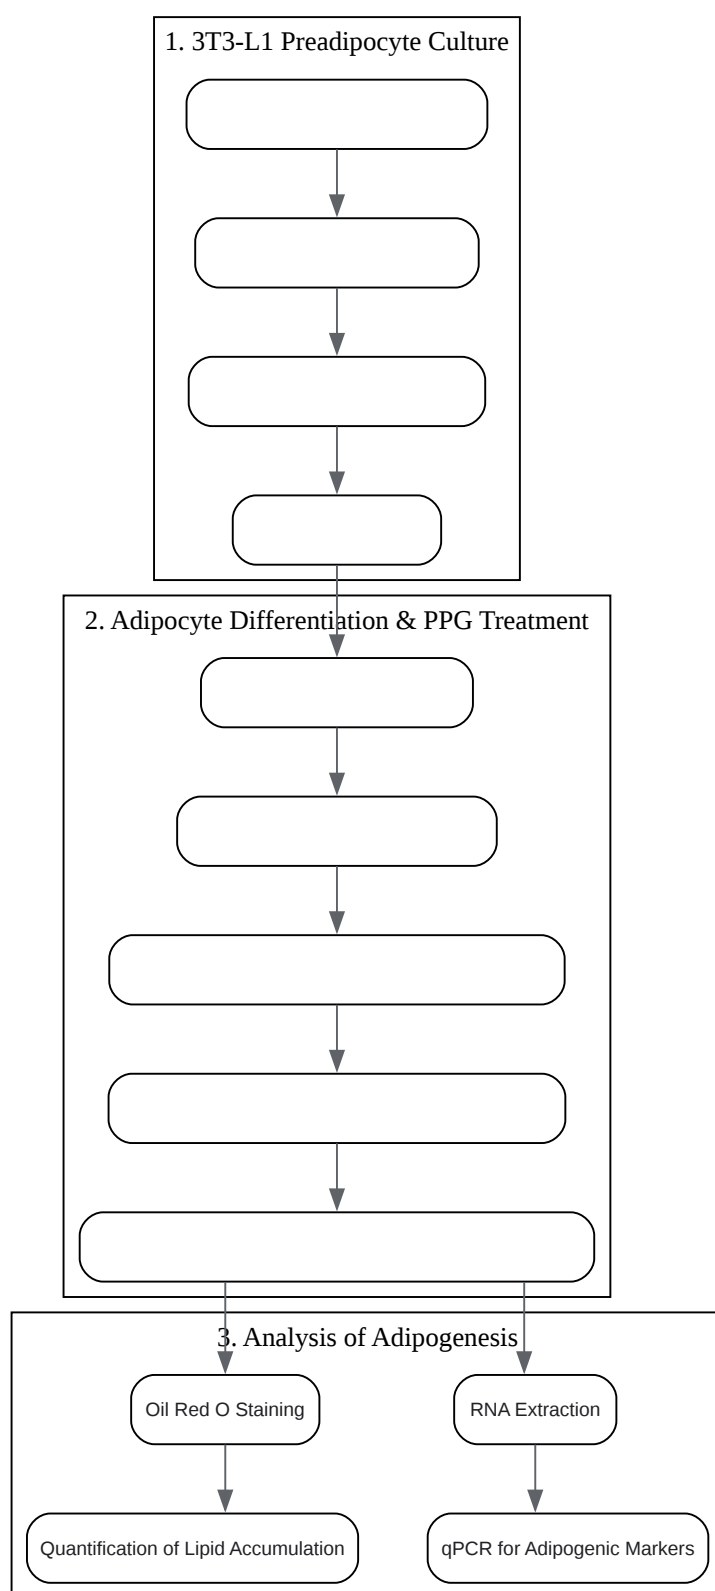 1. 3T3-L1 Preadipocyte Culture
2. Adipocyte Differentiation & PPG Treatment
3. Analysis of Adipogenesis
Oil Red O Staining
RNA Extraction
Quantification of Lipid Accumulation
qPCR for Adipogenic Markers